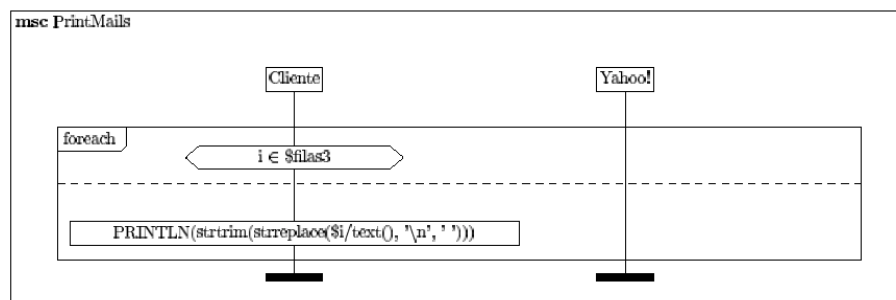 msc PrintMails
Cliente
Yahoo!
foreach
i ∈ $filas3
PRINTLN(strtrim(strreplace($i/text(), '\n', ' ')))